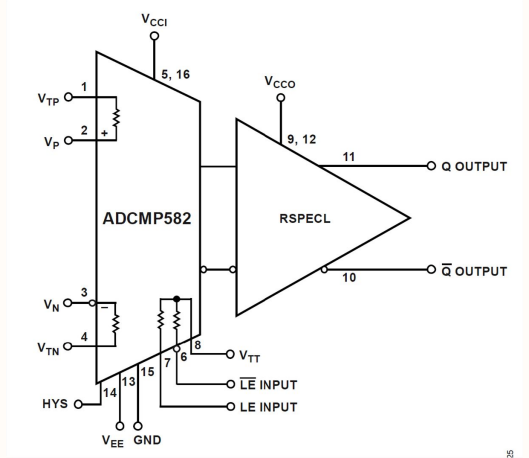 VCCI
5, 16
VTP
1
VP
2
+
VCCO
9, 12
11
Q OUTPUT
ADCMP582
RSPECL
10
Q̅ OUTPUT
VN
3
–
VTN
4
8
VTT
6
7
L̅E̅ INPUT
LE INPUT
15
13
14
HYS
VEE
GND
25